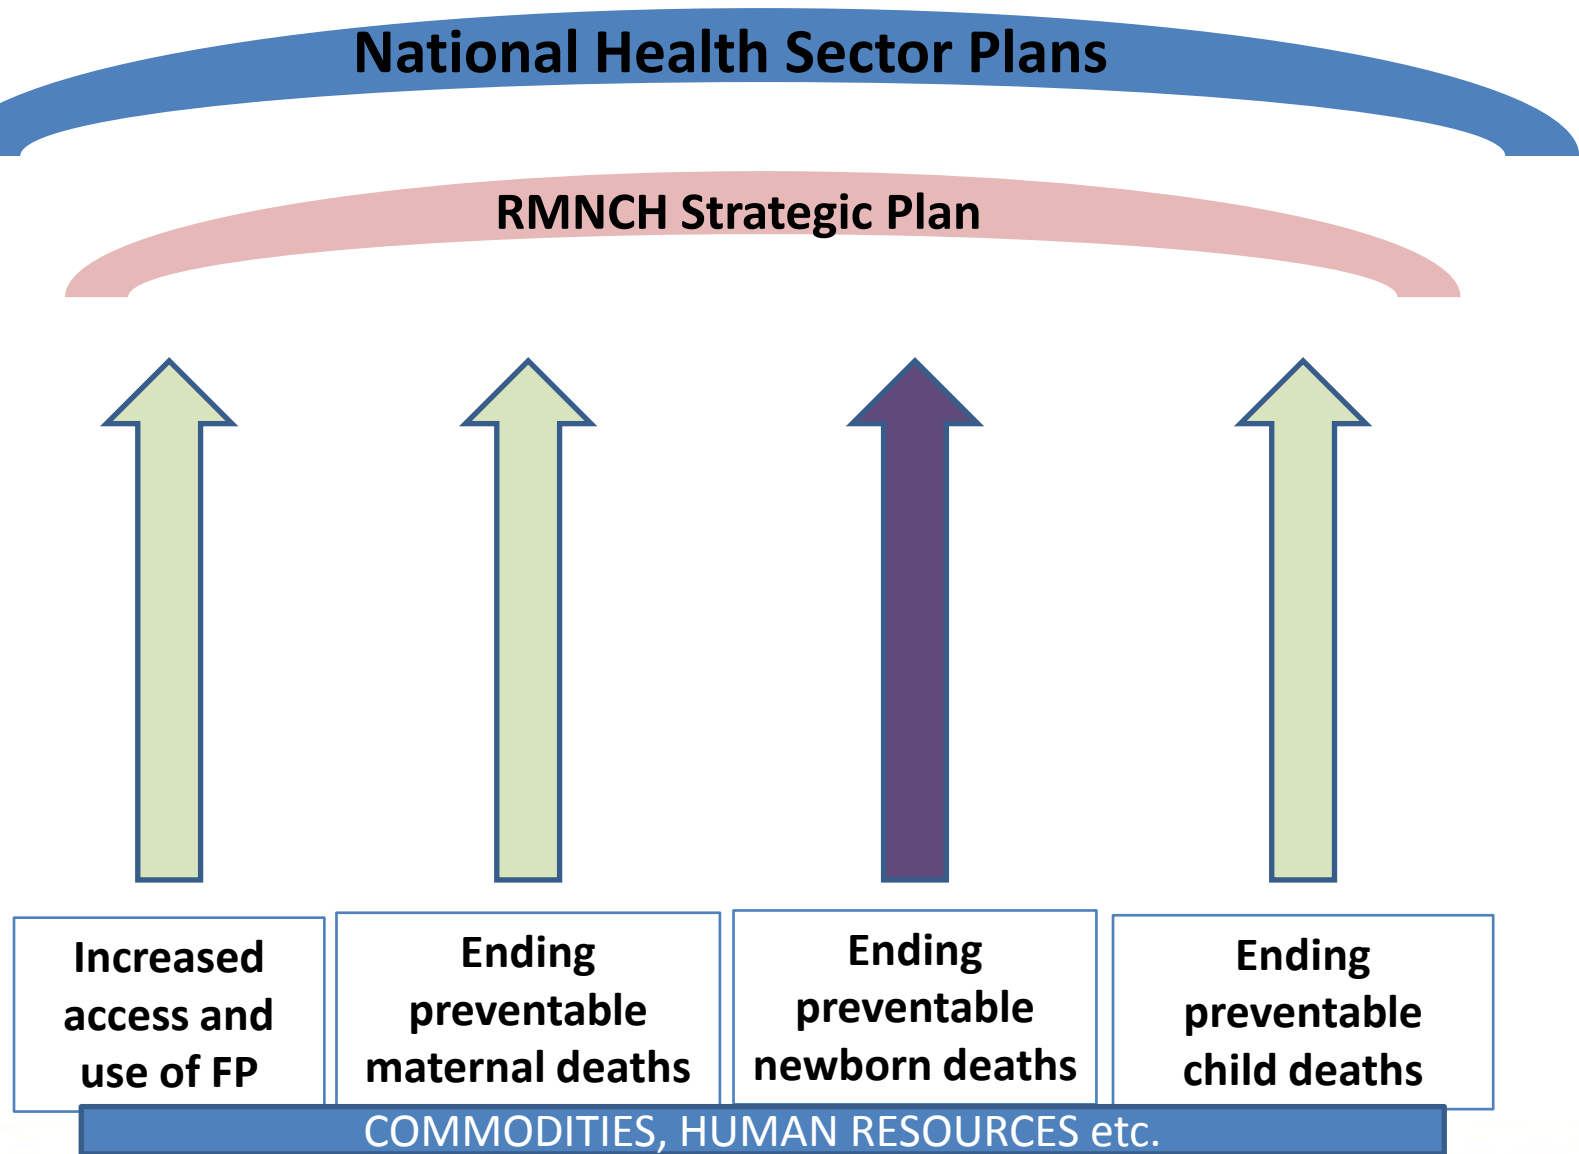 National Health Sector Plans
RMNCH Strategic Plan
Increased
access and
use of FP
Ending
preventable
maternal deaths
Ending
preventable
newborn deaths
Ending
preventable
child deaths
COMMODITIES, HUMAN RESOURCES etc.